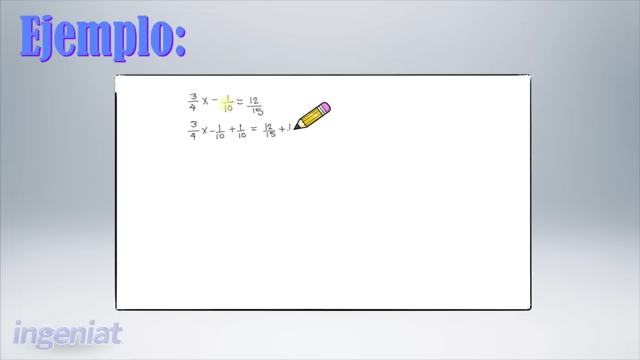 Ejemplo:
3/4 x - 1/10 = 12/15
3/4 x - 1/10 + 1/10 = 12/15 + 1
ingeniat